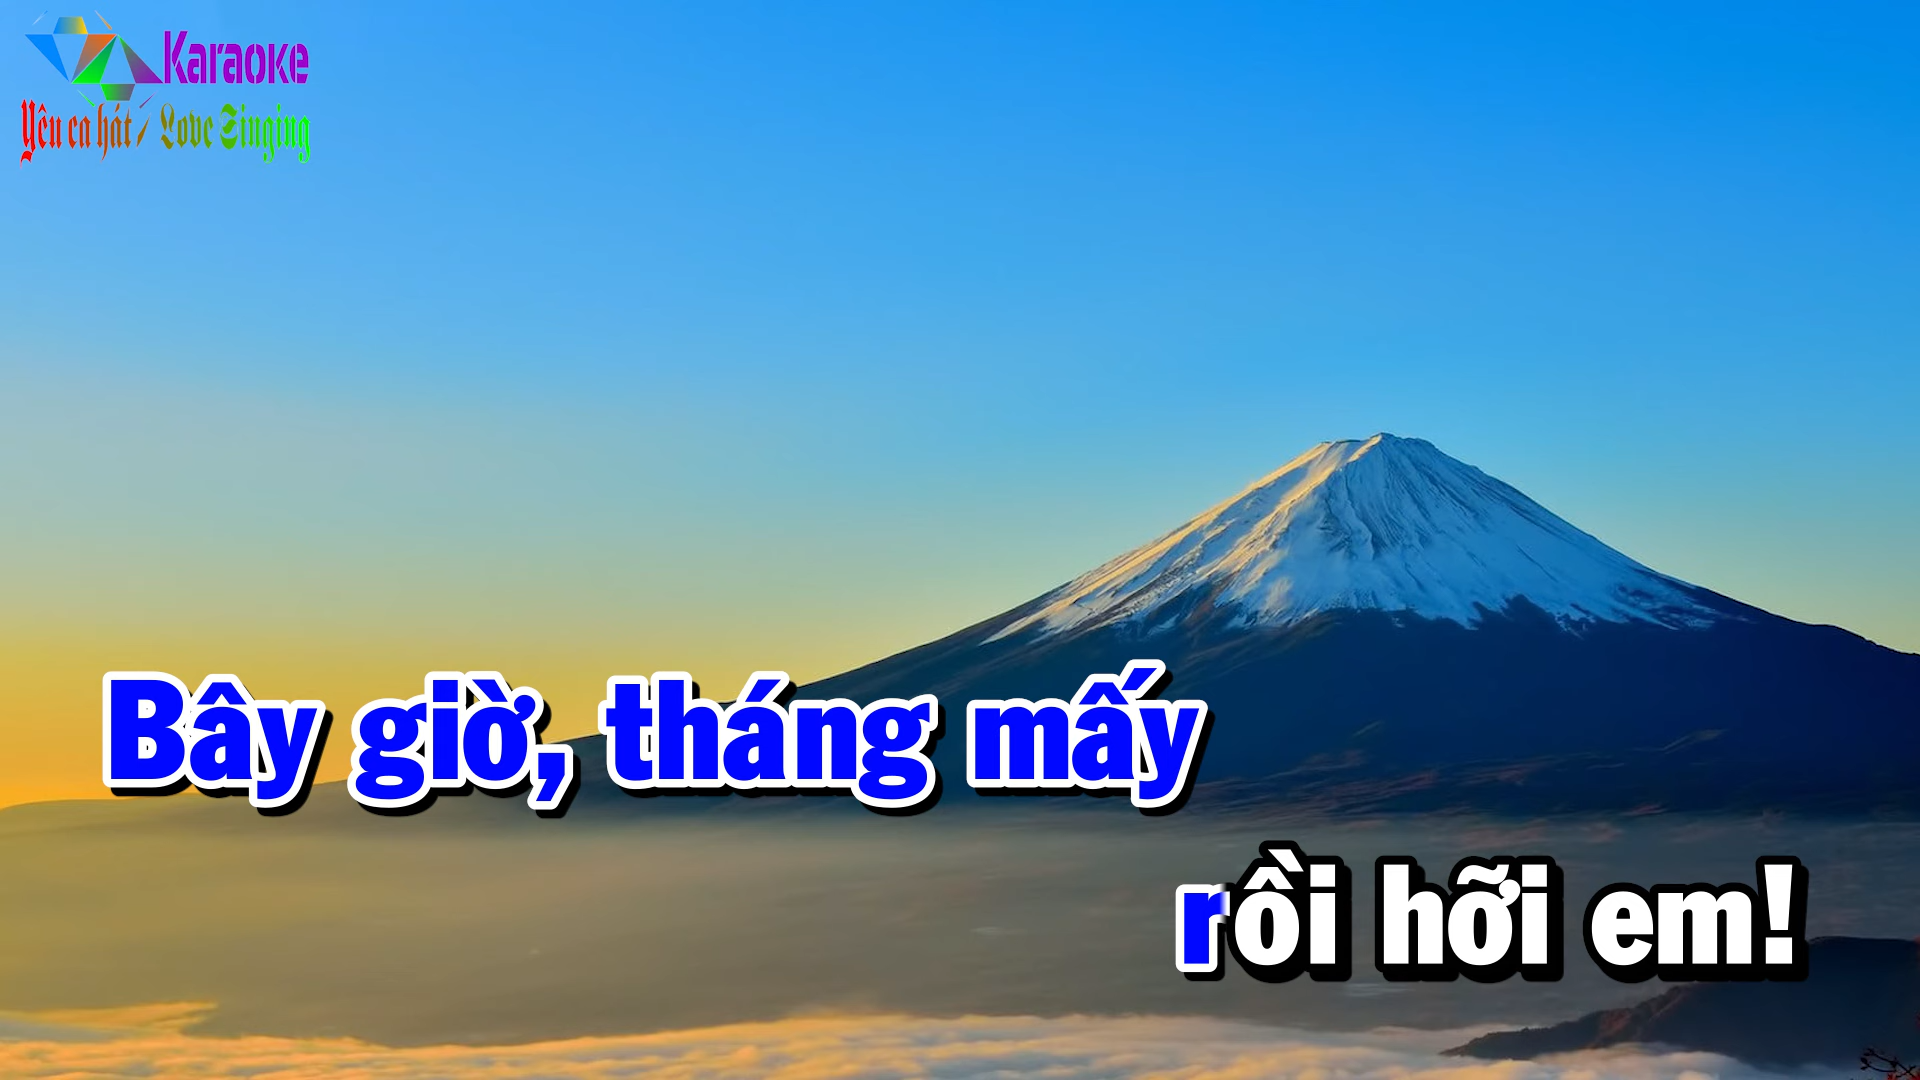 Karaoke
Yêu ca hát / Love Singing
Bây giờ, tháng mấy
rồi hỡi em!